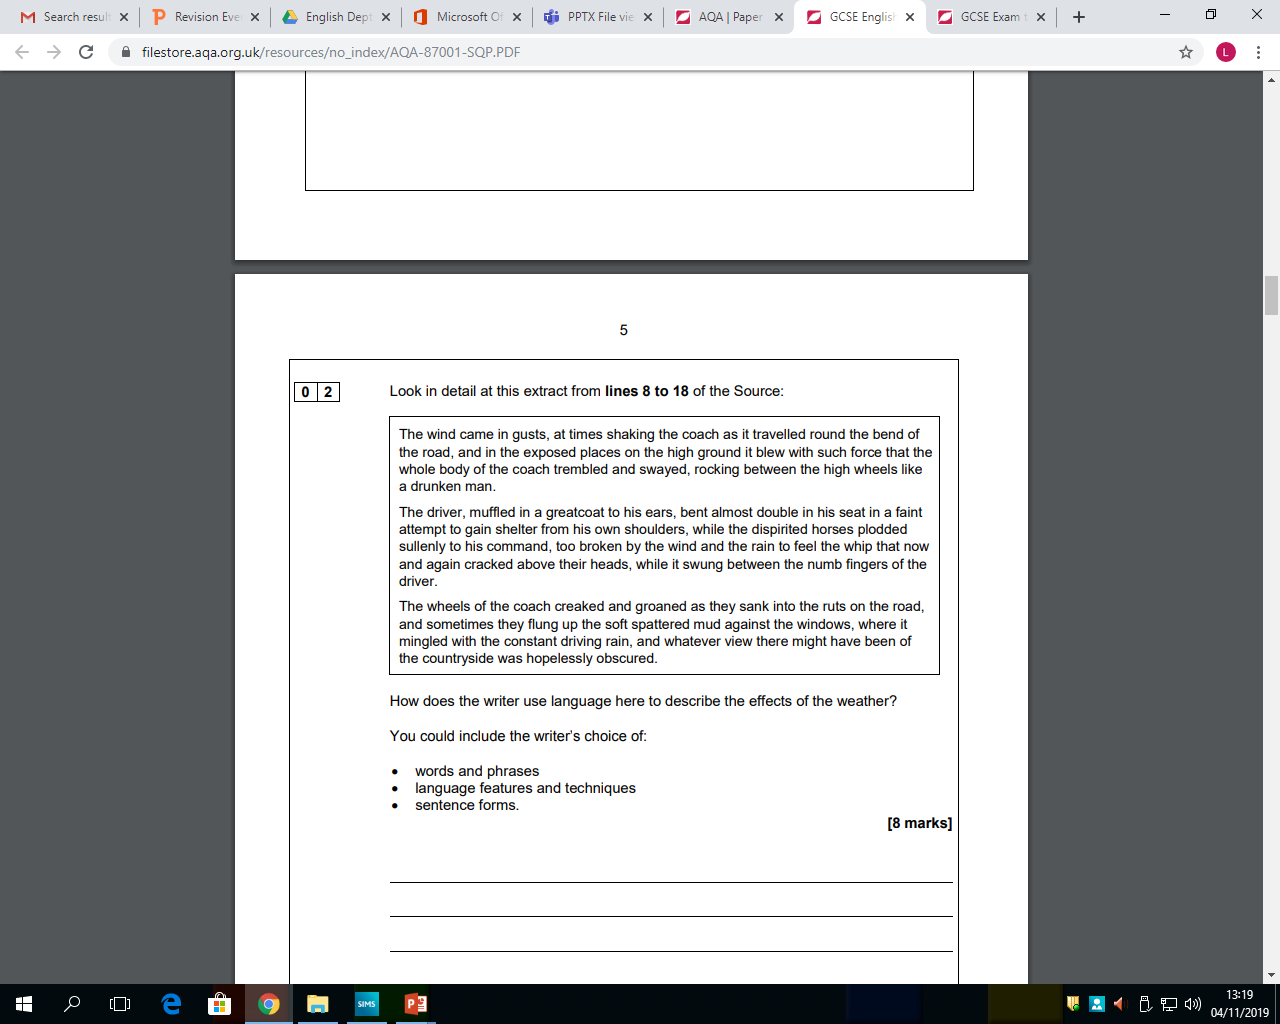 Search result
Revision Eve
English Dept
Microsoft Of
PPTX File vie
AQA | Paper
GCSE English
GCSE Exam t
filestore.aqa.org.uk/resources/no_index/AQA-87001-SQP.PDF
L
5
0 2 Look in detail at this extract from lines 8 to 18 of the Source:
The wind came in gusts, at times shaking the coach as it travelled round the bend of
the road, and in the exposed places on the high ground it blew with such force that the
whole body of the coach trembled and swayed, rocking between the high wheels like
a drunken man.
The driver, muffled in a greatcoat to his ears, bent almost double in his seat in a faint
attempt to gain shelter from his own shoulders, while the dispirited horses plodded
sullenly to his command, too broken by the wind and the rain to feel the whip that now
and again cracked above their heads, while it swung between the numb fingers of the
driver.
The wheels of the coach creaked and groaned as they sank into the ruts on the road,
and sometimes they flung up the soft spattered mud against the windows, where it
mingled with the constant driving rain, and whatever view there might have been of
the countryside was hopelessly obscured.
How does the writer use language here to describe the effects of the weather?
You could include the writer's choice of:
• words and phrases
• language features and techniques
• sentence forms.
[8 marks]
SIMS
13:19
04/11/2019